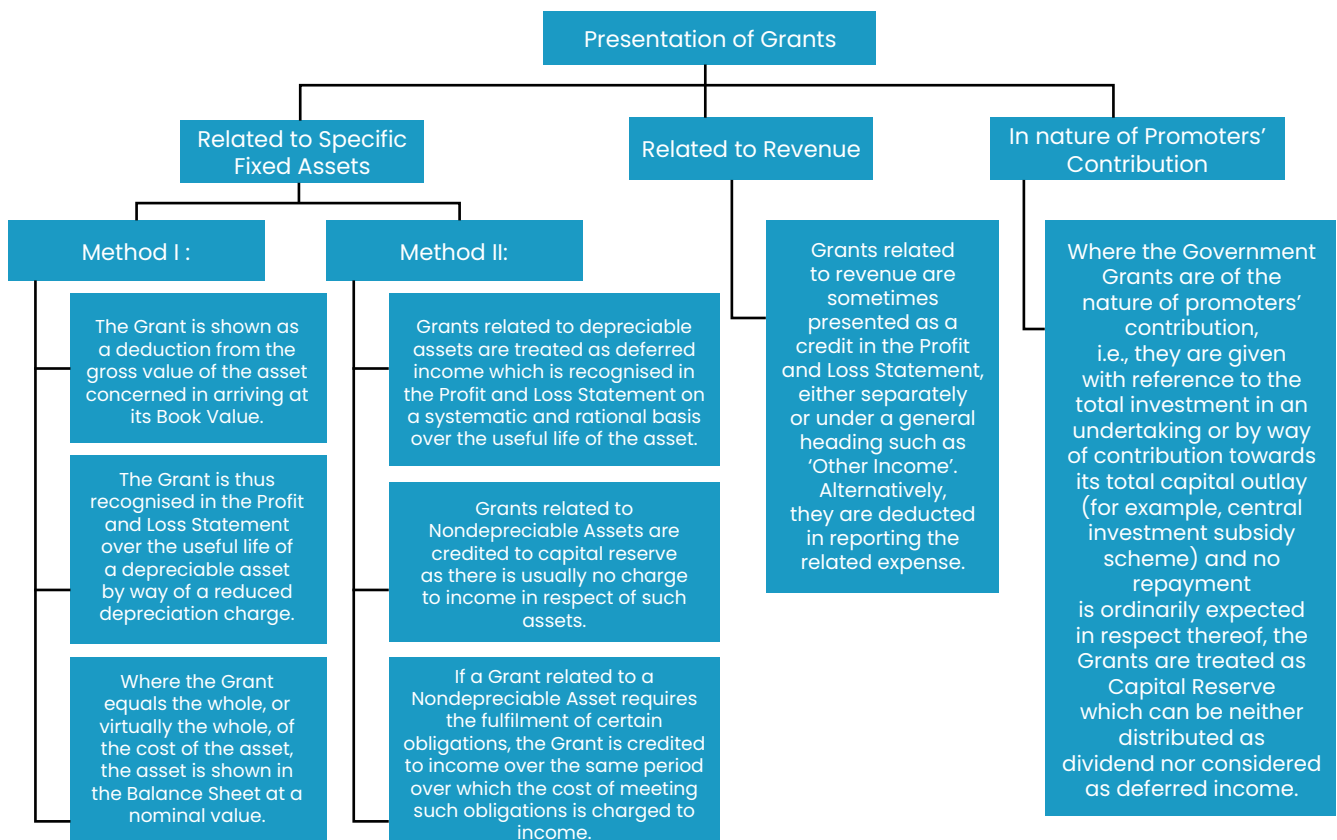 Presentation of Grants
Related to Specific
Fixed Assets
Related to Revenue
In nature of Promoters’
Contribution
Method I :
Method II:
The Grant is shown as
a deduction from the
gross value of the asset
concerned in arriving at
its Book Value.
The Grant is thus
recognised in the Profit
and Loss Statement
over the useful life of
a depreciable asset
by way of a reduced
depreciation charge.
Where the Grant
equals the whole, or
virtually the whole, of
the cost of the asset,
the asset is shown in
the Balance Sheet at a
nominal value.
Grants related to depreciable
assets are treated as deferred
income which is recognised in
the Profit and Loss Statement on
a systematic and rational basis
over the useful life of the asset.
Grants related to
Nondepreciable Assets are
credited to capital reserve
as there is usually no charge
to income in respect of such
assets.
If a Grant related to a
Nondepreciable Asset requires
the fulfilment of certain
obligations, the Grant is credited
to income over the same period
over which the cost of meeting
such obligations is charged to
income.
Grants related
to revenue are
sometimes
presented as a
credit in the Profit
and Loss Statement,
either separately
or under a general
heading such as
‘Other Income’.
Alternatively,
they are deducted
in reporting the
related expense.
Where the Government
Grants are of the
nature of promoters’
contribution,
i.e., they are given
with reference to the
total investment in an
undertaking or by way
of contribution towards
its total capital outlay
(for example, central
investment subsidy
scheme) and no
repayment
is ordinarily expected
in respect thereof, the
Grants are treated as
Capital Reserve
which can be neither
distributed as
dividend nor considered
as deferred income.